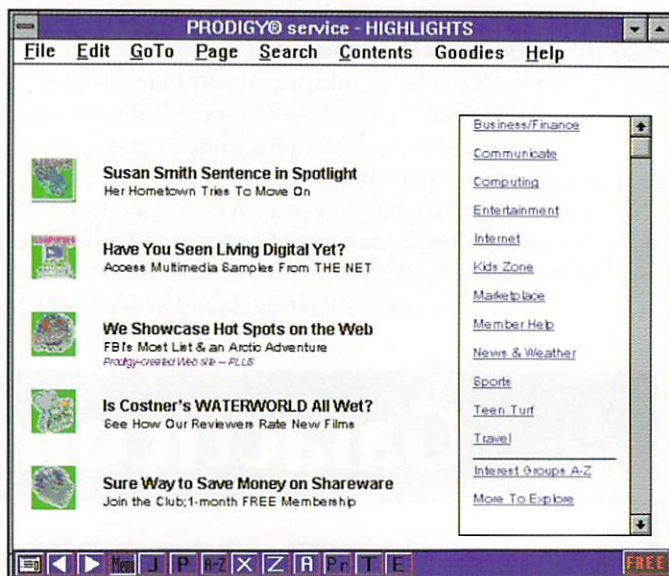 PRODIGY® service - HIGHLIGHTS
File Edit GoTo Page Search Contents Goodies Help
Susan Smith Sentence in Spotlight
Her Hometown Tries To Move On
Have You Seen Living Digital Yet?
Access Multimedia Samples From THE NET
We Showcase Hot Spots on the Web
FBI's Most List & an Arctic Adventure
Prodigy-created Web site -- PLUS
Is Costner's WATERWORLD All Wet?
See How Our Reviewers Rate New Films
Sure Way to Save Money on Shareware
Join the Club;1-month FREE Membership
Business/Finance
Communicate
Computing
Entertainment
Internet
Kids Zone
Marketplace
Member Help
News & Weather
Sports
Teen Turf
Travel
Interest Groups A-Z
More To Explore
Menu J P A-Z X Z A Pr T E FREE